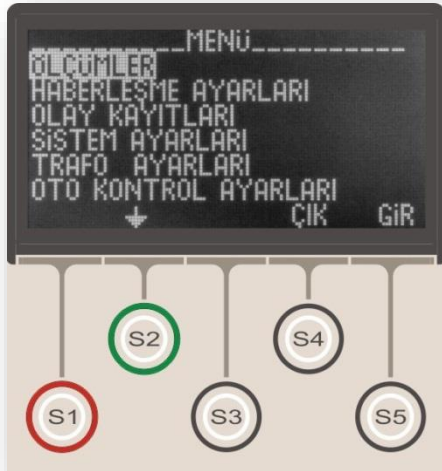 MENÜ
ÖLÇÜMLER
HABERLEŞME AYARLARI
OLAY KAYITLARI
SİSTEM AYARLARI
TRAFO AYARLARI
OTO KONTROL AYARLARI
ÇIK GİR
S2 S4
S1 S3 S5